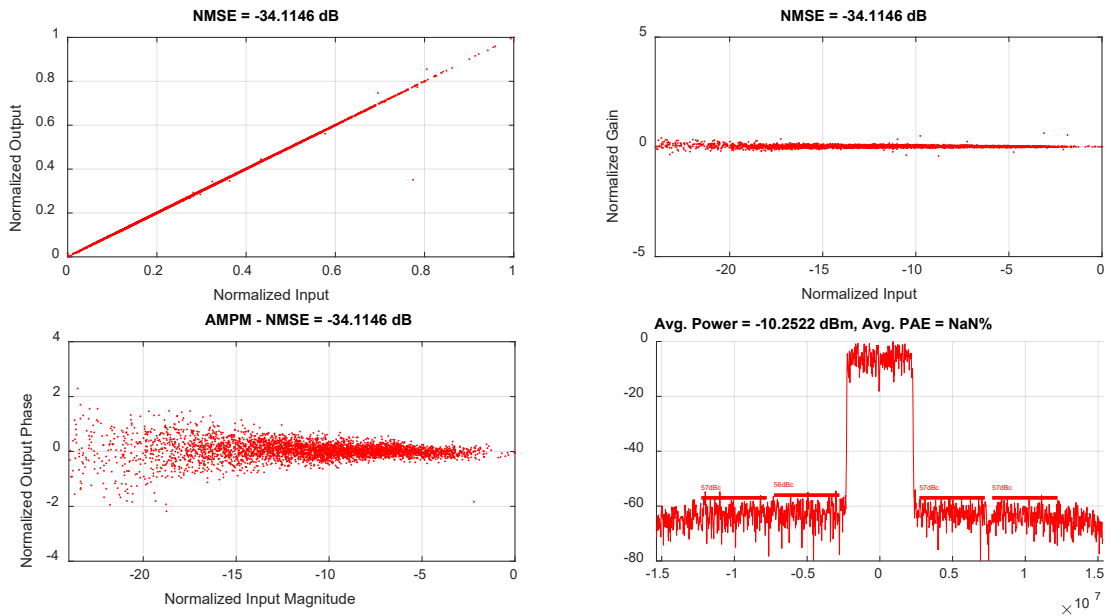 NMSE = -34.1146 dB
1
0.8
0.6
0.4
0.2
0
0 0.2 0.4 0.6 0.8 1
Normalized Output
Normalized Input
NMSE = -34.1146 dB
5
0
-5
-20 -15 -10 -5 0
Normalized Gain
Normalized Input
AMPM - NMSE = -34.1146 dB
4
2
0
-2
-4
-20 -15 -10 -5 0
Normalized Output Phase
Normalized Input Magnitude
Avg. Power = -10.2522 dBm, Avg. PAE = NaN%
0
-20
-40
-60
-80
57dBc 56dBc 57dBc 57dBc
-1.5 -1 -0.5 0 0.5 1 1.5
× 10 7